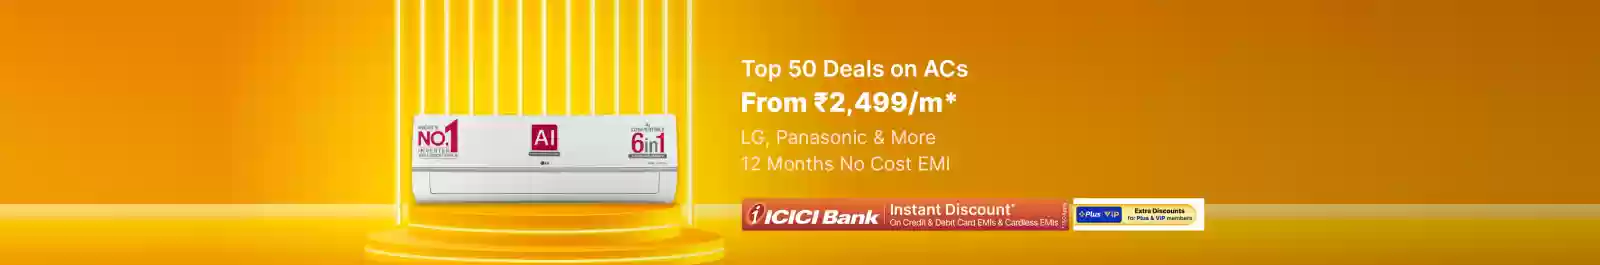 NO.1
AI
6in1
LG
Top 50 Deals on ACs
From ₹2,499/m*
LG, Panasonic & More
12 Months No Cost EMI
ICICI Bank
Instant Discount*
On Credit & Debit Card EMIs & Cardless EMIs
Plus VIP
Extra Discounts
for Plus & VIP members